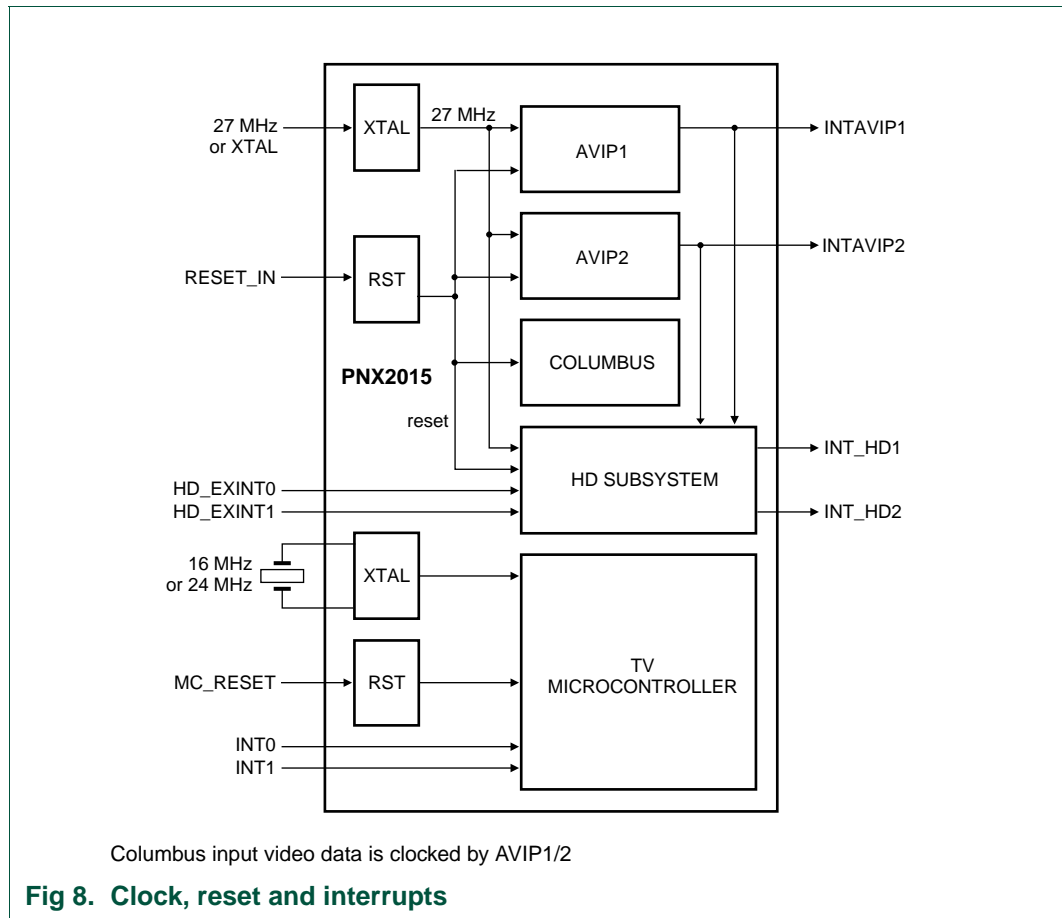 27 MHz
or XTAL
XTAL
27 MHz
AVIP1
INTAVIP1
AVIP2
INTAVIP2
RESET_IN
RST
COLUMBUS
PNX2015
reset
HD SUBSYSTEM
INT_HD1
INT_HD2
HD_EXINT0
HD_EXINT1
16 MHz
or 24 MHz
XTAL
TV
MICROCONTROLLER
MC_RESET
RST
INT0
INT1
Columbus input video data is clocked by AVIP1/2
Fig 8. Clock, reset and interrupts